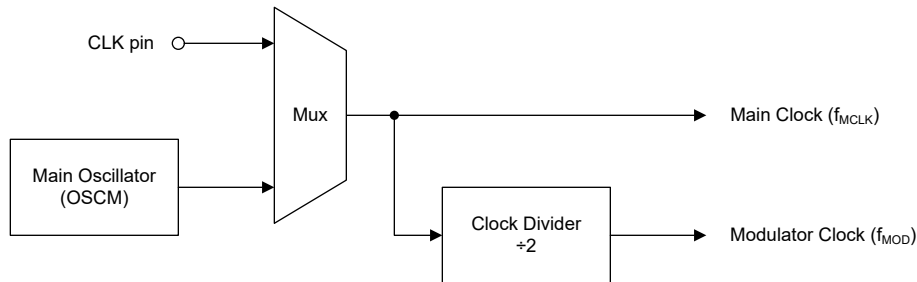 CLK pin
Mux
Main Clock (fMCLK)
Main Oscillator
(OSCM)
Clock Divider
÷2
Modulator Clock (fMOD)